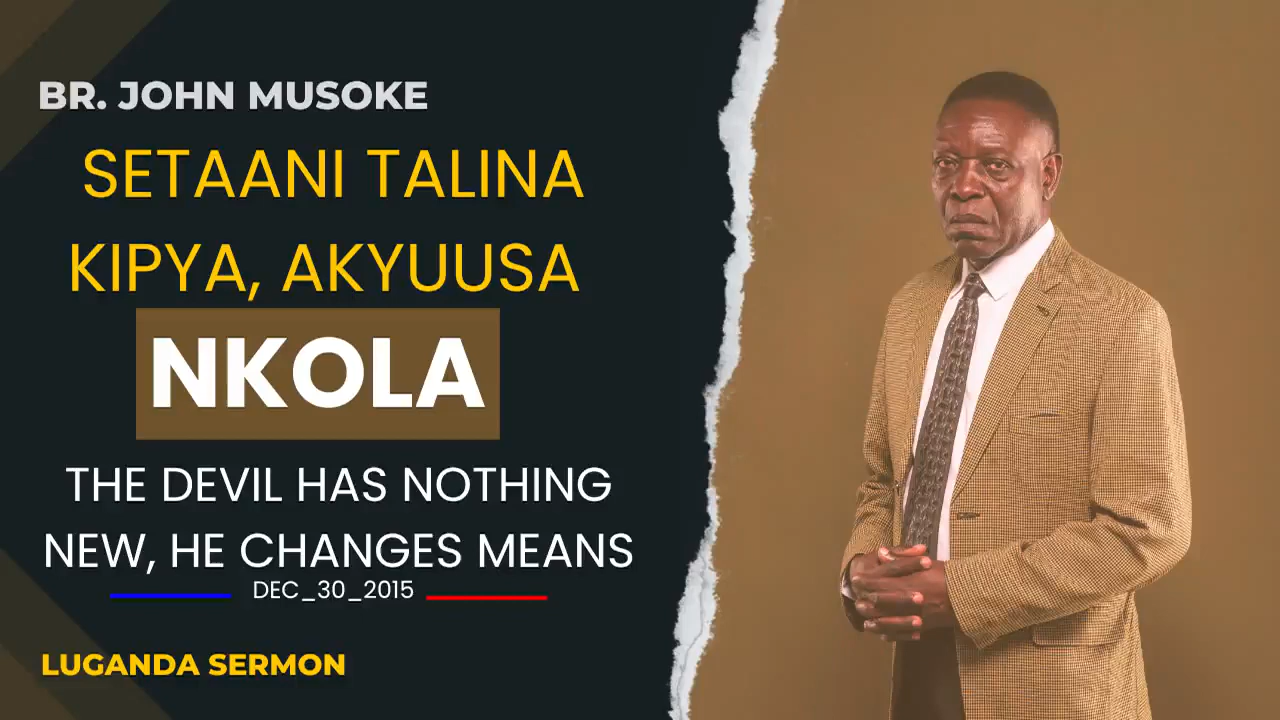 BR. JOHN MUSOKE
SETAANI TALINA
KIPYA, AKYUUSA
NKOLA
THE DEVIL HAS NOTHING
NEW, HE CHANGES MEANS
DEC_30_2015
LUGANDA SERMON